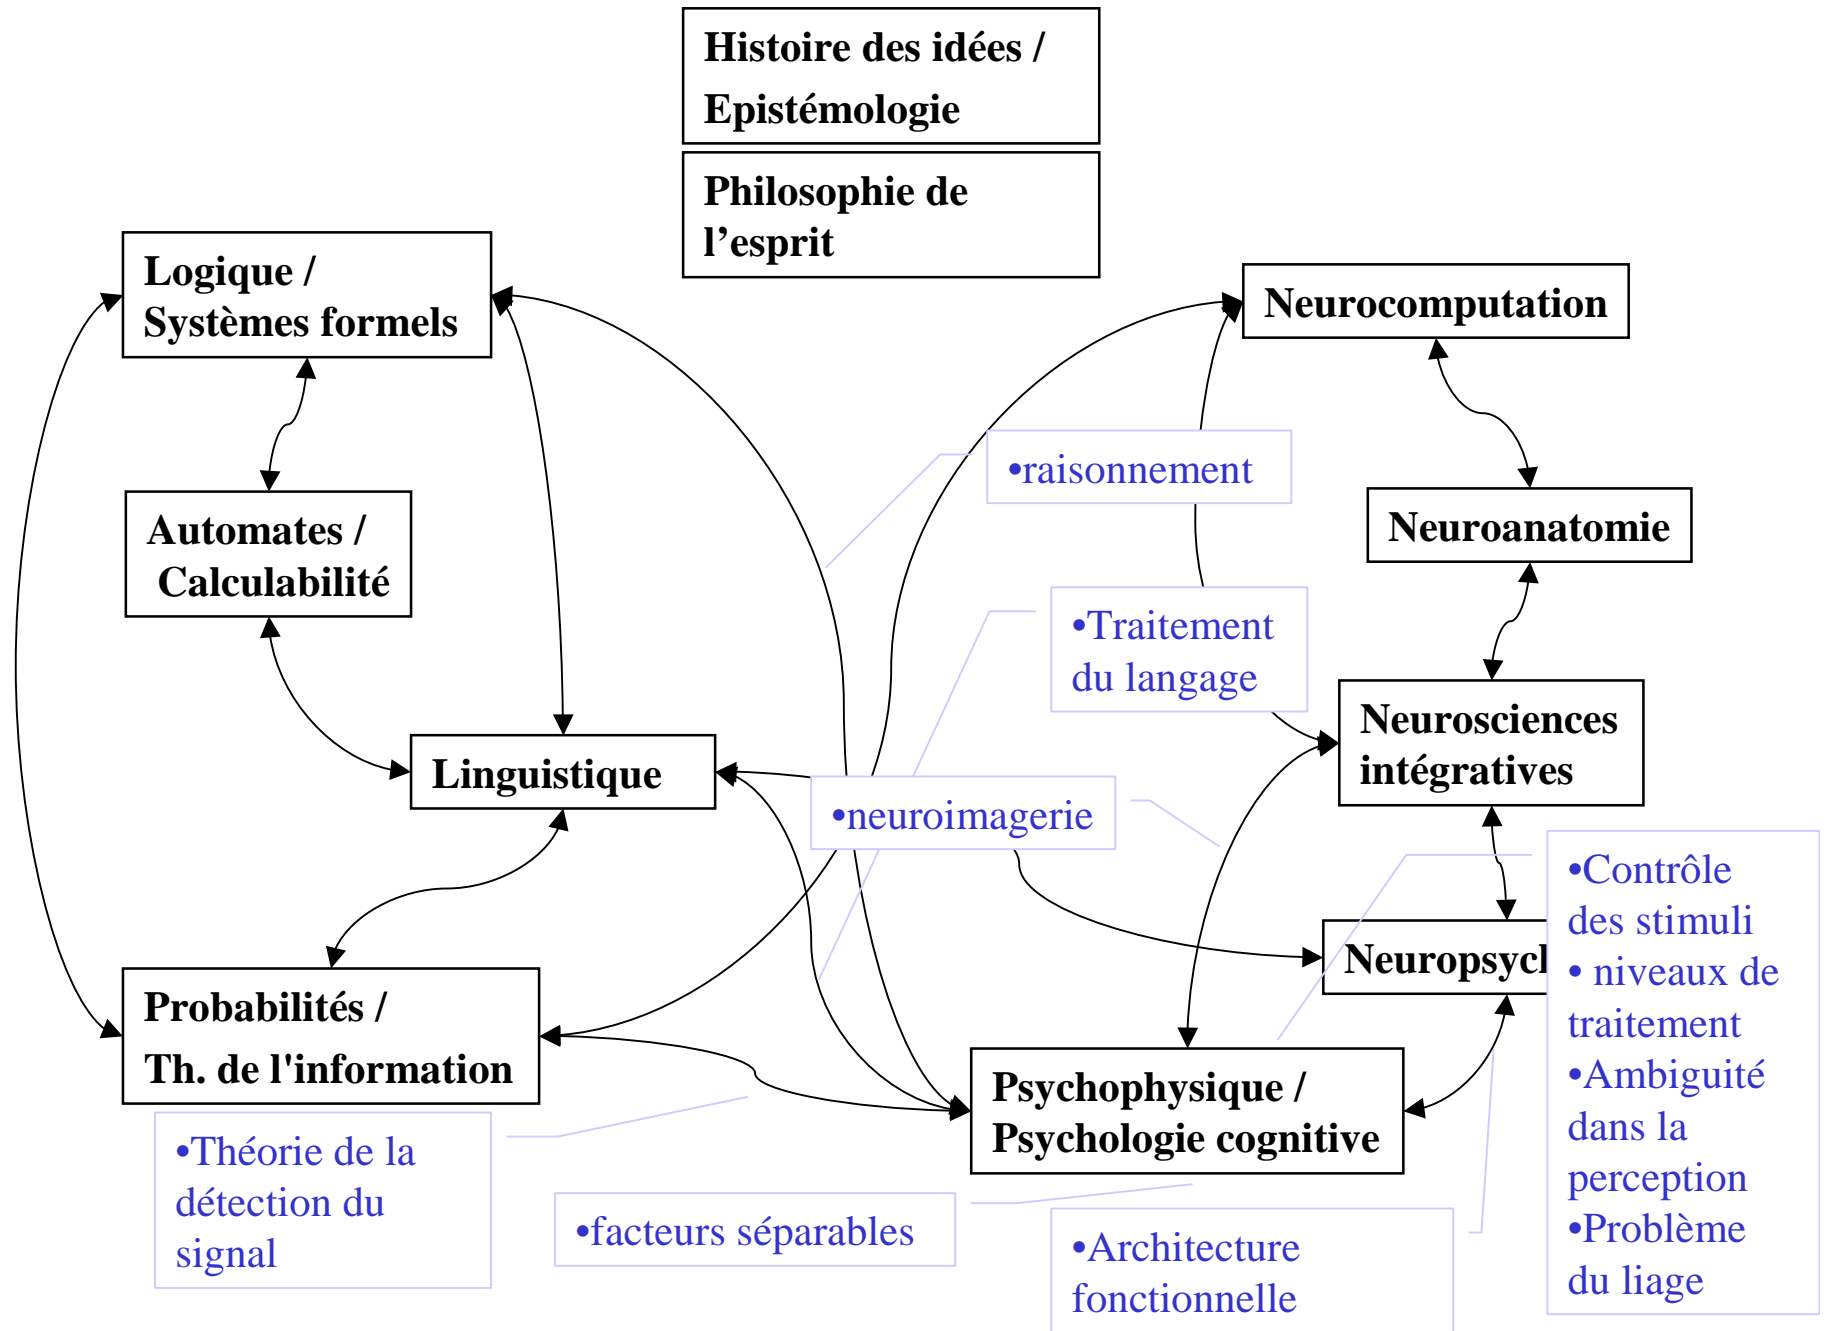 Histoire des idées /
Epistémologie
Philosophie de
l’esprit
Logique /
Systèmes formels
Neurocomputation
•raisonnement
Automates /
Calculabilité
Neuroanatomie
•Traitement
du langage
Neurosciences
intégratives
Linguistique
•neuroimagerie
•Contrôle
des stimuli
• niveaux de
traitement
•Ambiguité
dans la
perception
•Problème
du liage
Probabilités /
Th. de l'information
Psychophysique /
Psychologie cognitive
•Théorie de la
détection du
signal
•facteurs séparables
•Architecture
fonctionnelle